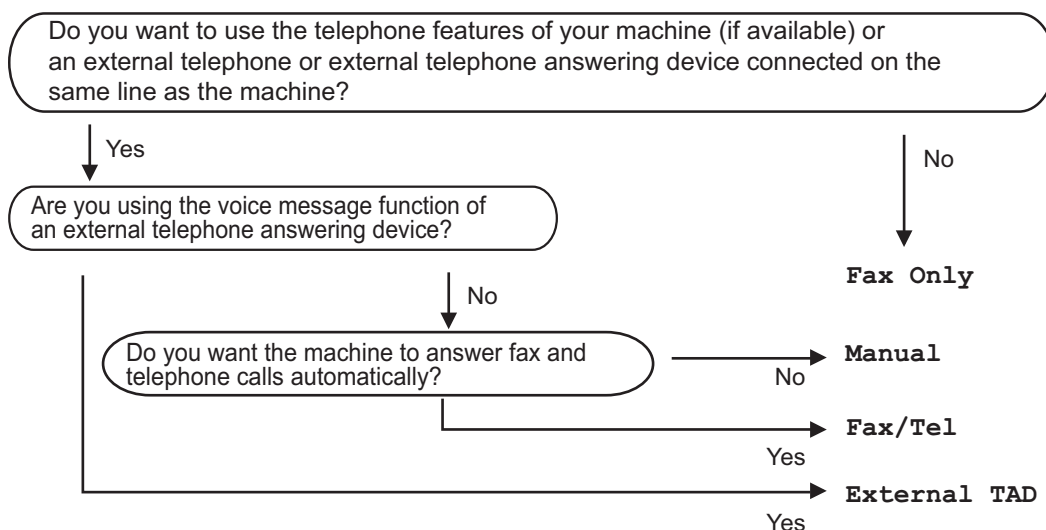 Do you want to use the telephone features of your machine (if available) or
an external telephone or external telephone answering device connected on the
same line as the machine?
Yes
No
Are you using the voice message function of
an external telephone answering device?
Fax Only
No
Do you want the machine to answer fax and
telephone calls automatically?
Manual
No
Fax/Tel
Yes
External TAD
Yes